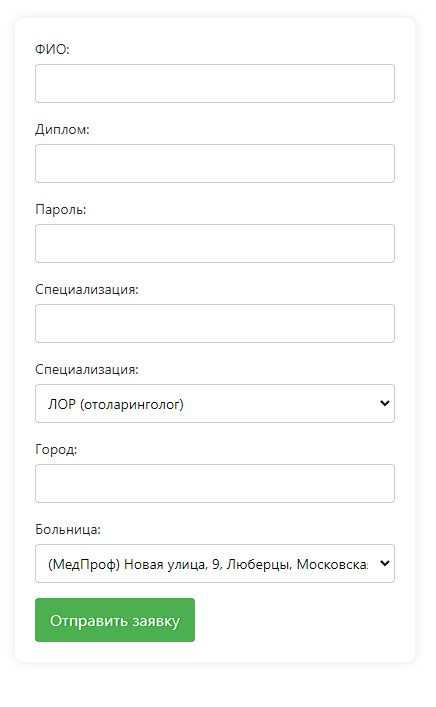 ФИО:
Диплом:
Пароль:
Специализация:
Специализация:
ЛОР (отоларинголог)
Город:
Больница:
(МедПроф) Новая улица, 9, Люберцы, Московская
Отправить заявку